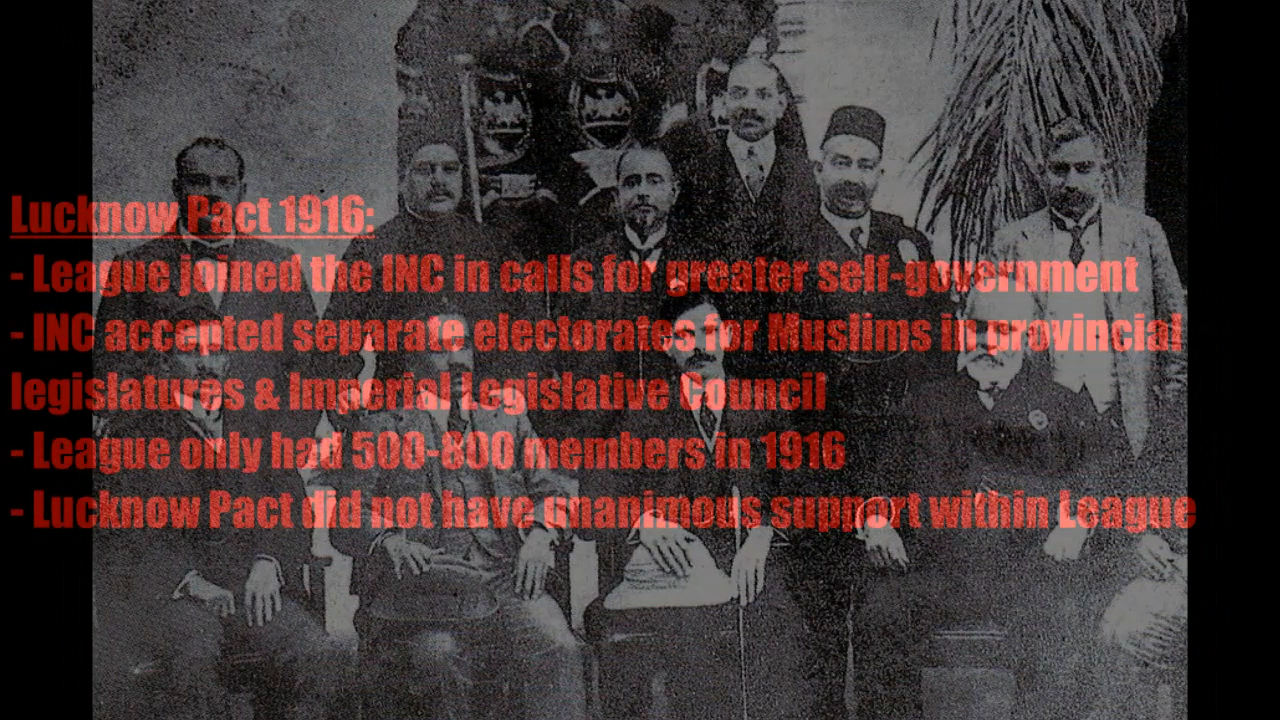 Lucknow Pact 1916:
- League joined the INC in calls for greater self-government
- INC accepted separate electorates for Muslims in provincial
legislatures & Imperial Legislative Council
- League only had 500-800 members in 1916
- Lucknow Pact did not have unanimous support within League